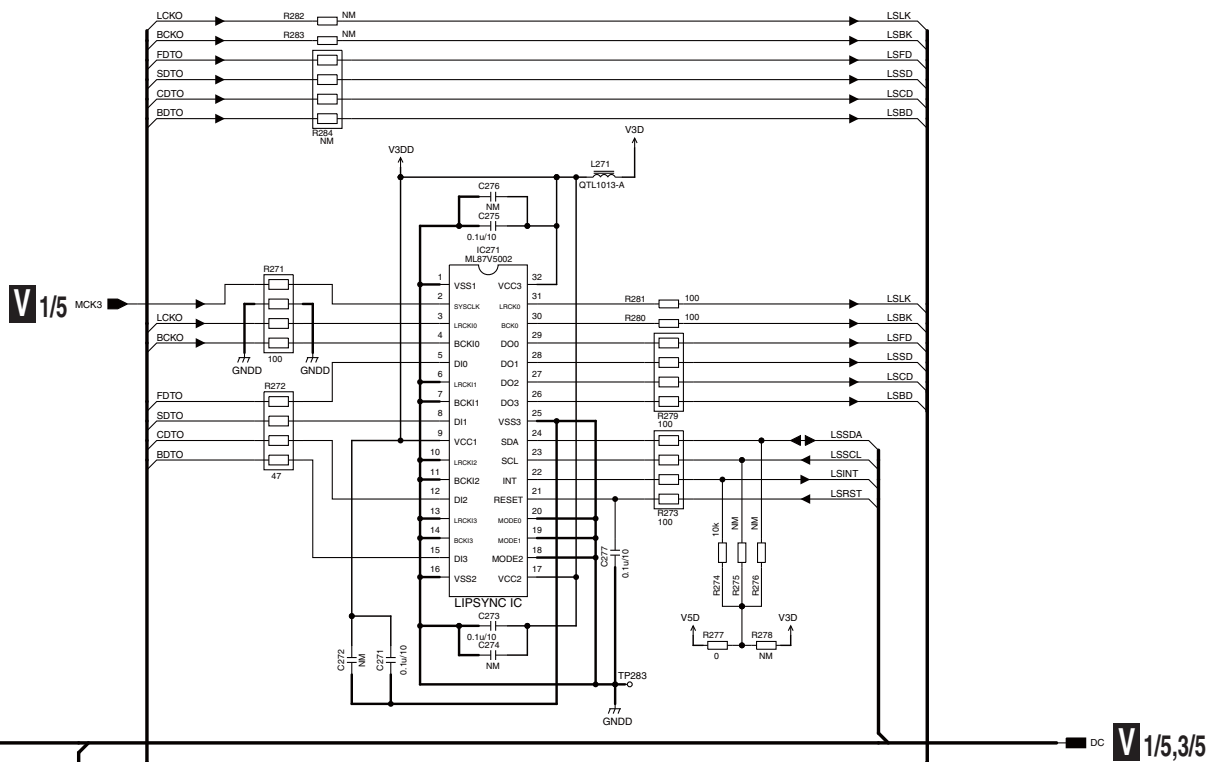 LCKO R282 NM LSLK
BCKO R283 NM LSBK
FDTO LSFD
SDTO LSSD
CDTO LSCD
BDTO LSBD
R284
NM
V3DD
V3D
L271
QTL1013-A
C276
NM
C275
0.1u/10
IC271
ML87V5002
R271
V 1/5 MCK3
LCKO
BCKO
100
GNDD GNDD
R272
FDTO
SDTO
CDTO
BDTO
47
1 VSS1 VCC3 32
2 SYSCLK LRCK0 31
3 LRCKI0 BCK0 30
4 BCKI0 DO0 29
5 DI0 DO1 28
6 LRCKI1 DO2 27
7 BCKI1 DO3 26
8 DI1 VSS3 25
9 VCC1 SDA 24
10 LRCKI2 SCL 23
11 BCKI2 INT 22
12 DI2 RESET 21
13 LRCKI3 MODE0 20
14 BCKI3 MODE1 19
15 DI3 MODE2 18
16 VSS2 VCC2 17
LIPSYNC IC
R281 100 LSLK
R280 100 LSBK
LSFD
LSSD
LSCD
LSBD
R279
100
LSSDA
LSSCL
LSINT
LSRST
R273
100
C277
0.1u/10
10k
NM
NM
R274
R275
R276
V5D
R277
0
R278
NM
V3D
C273
0.1u/10
C274
NM
C272
NM
C271
0.1u/10
TP283
GNDD
DC V 1/5,3/5